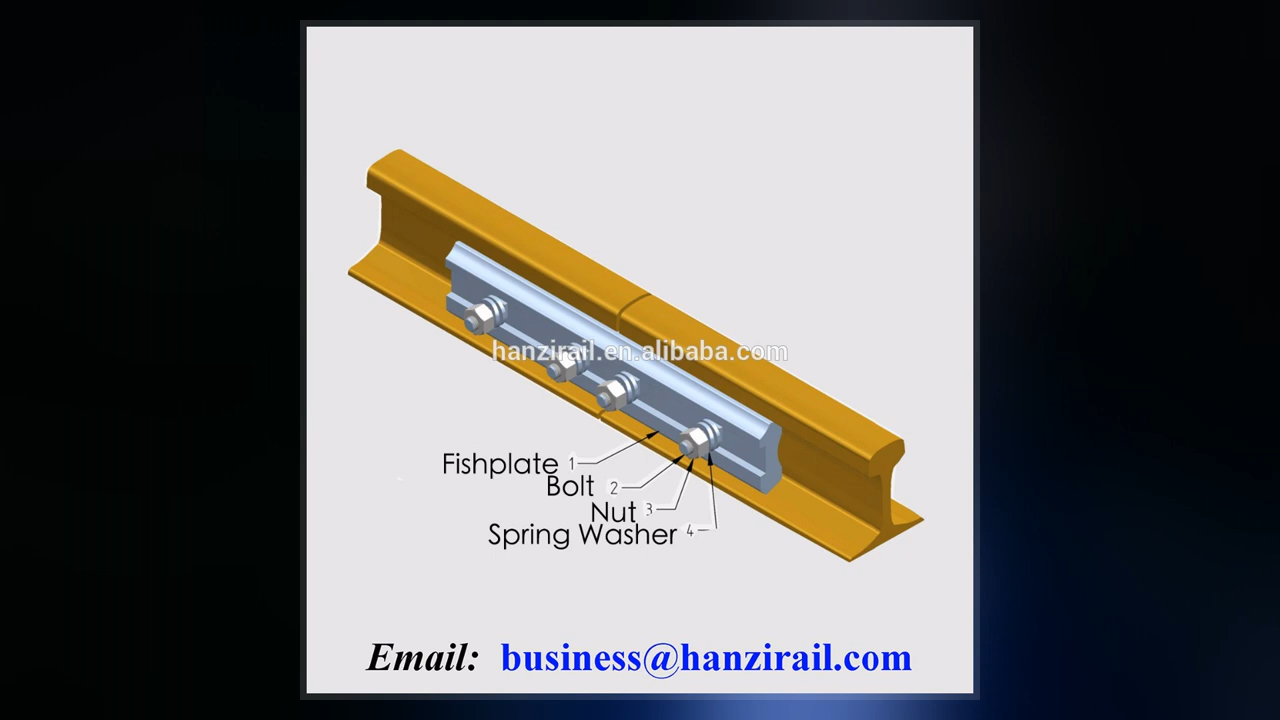 hanzirail.en.alibaba.com
Fishplate 1
Bolt 2
Nut 3
Spring Washer 4
Email: business@hanzirail.com